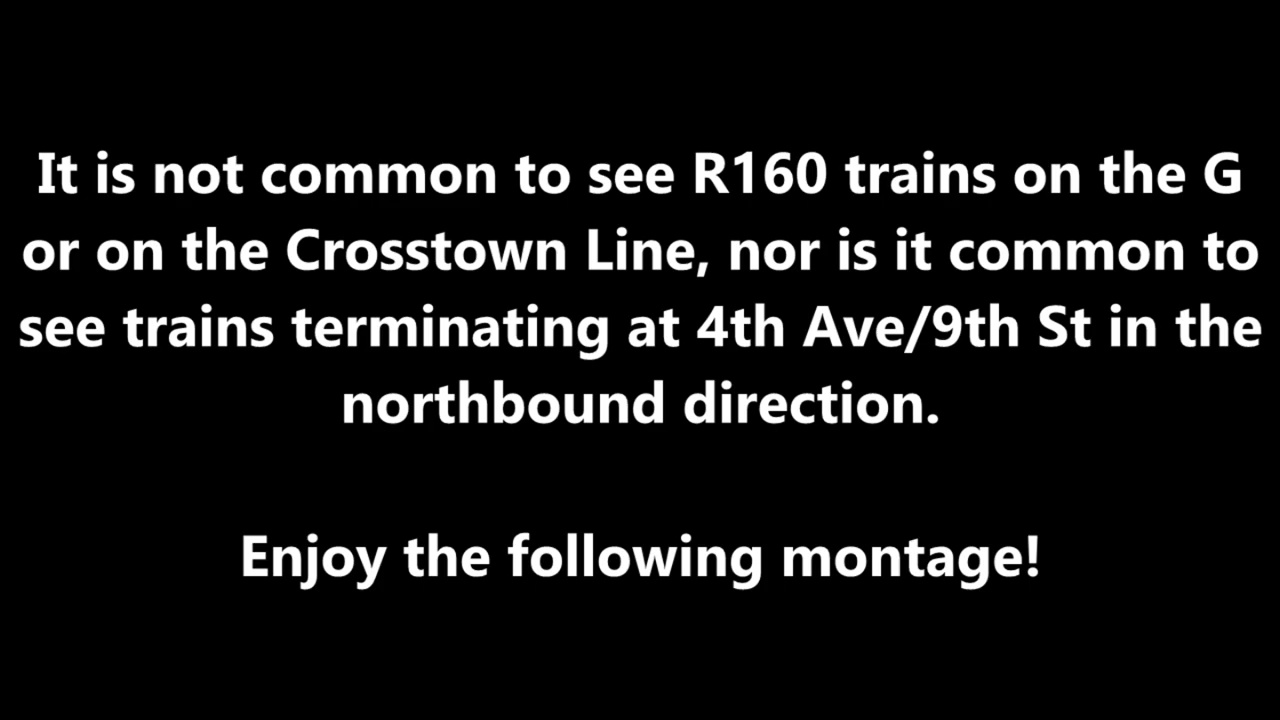 It is not common to see R160 trains on the G
or on the Crosstown Line, nor is it common to
see trains terminating at 4th Ave/9th St in the
northbound direction.
Enjoy the following montage!